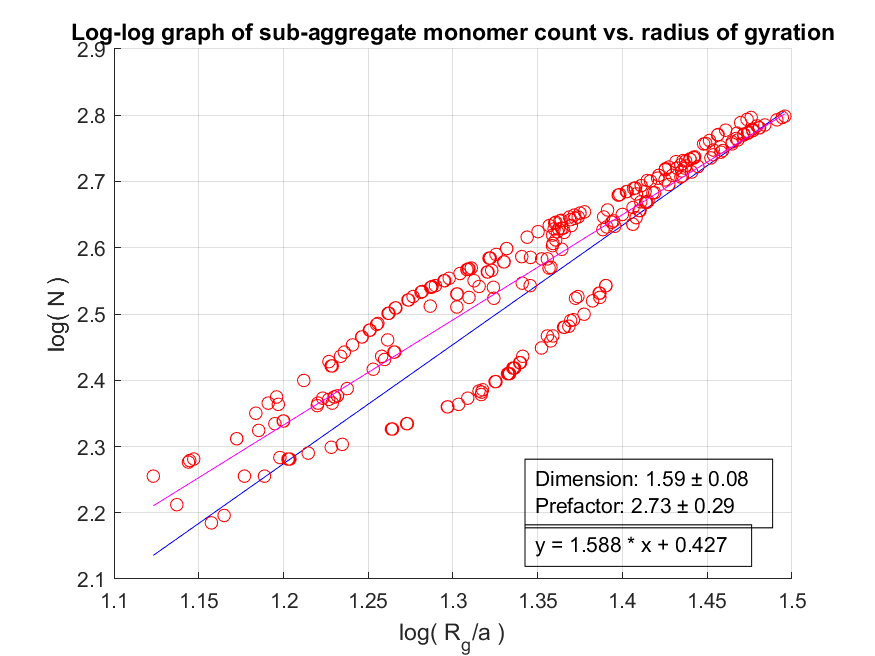 Log-log graph of sub-aggregate monomer count vs. radius of gyration
2.9
2.8
2.7
2.6
2.5
2.4
2.3
2.2
2.1
log( N )
Dimension: 1.59 ± 0.08
Prefactor: 2.73 ± 0.29
y = 1.588 * x + 0.427
1.1 1.15 1.2 1.25 1.3 1.35 1.4 1.45 1.5
log( R_g/a )